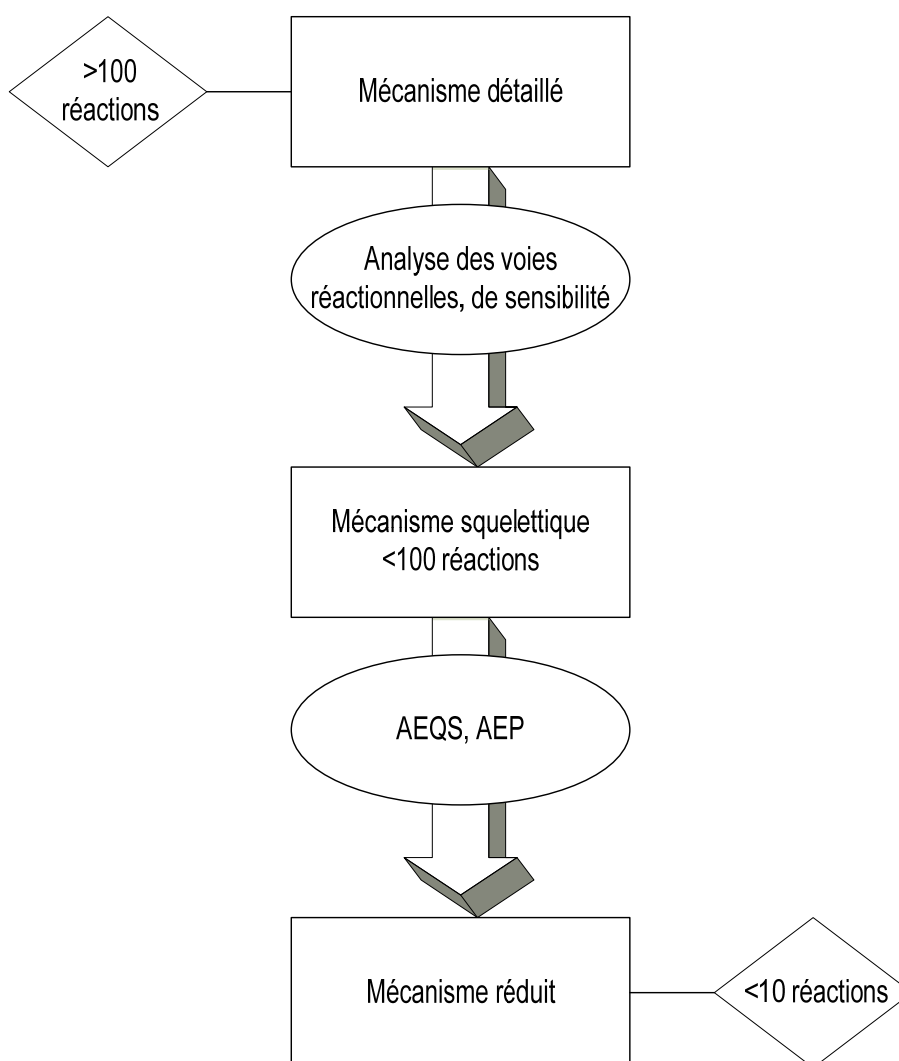 >100
réactions
Mécanisme détaillé
Analyse des voies
réactionnelles, de sensibilité
Mécanisme squelettique
<100 réactions
AEQS, AEP
Mécanisme réduit
<10 réactions